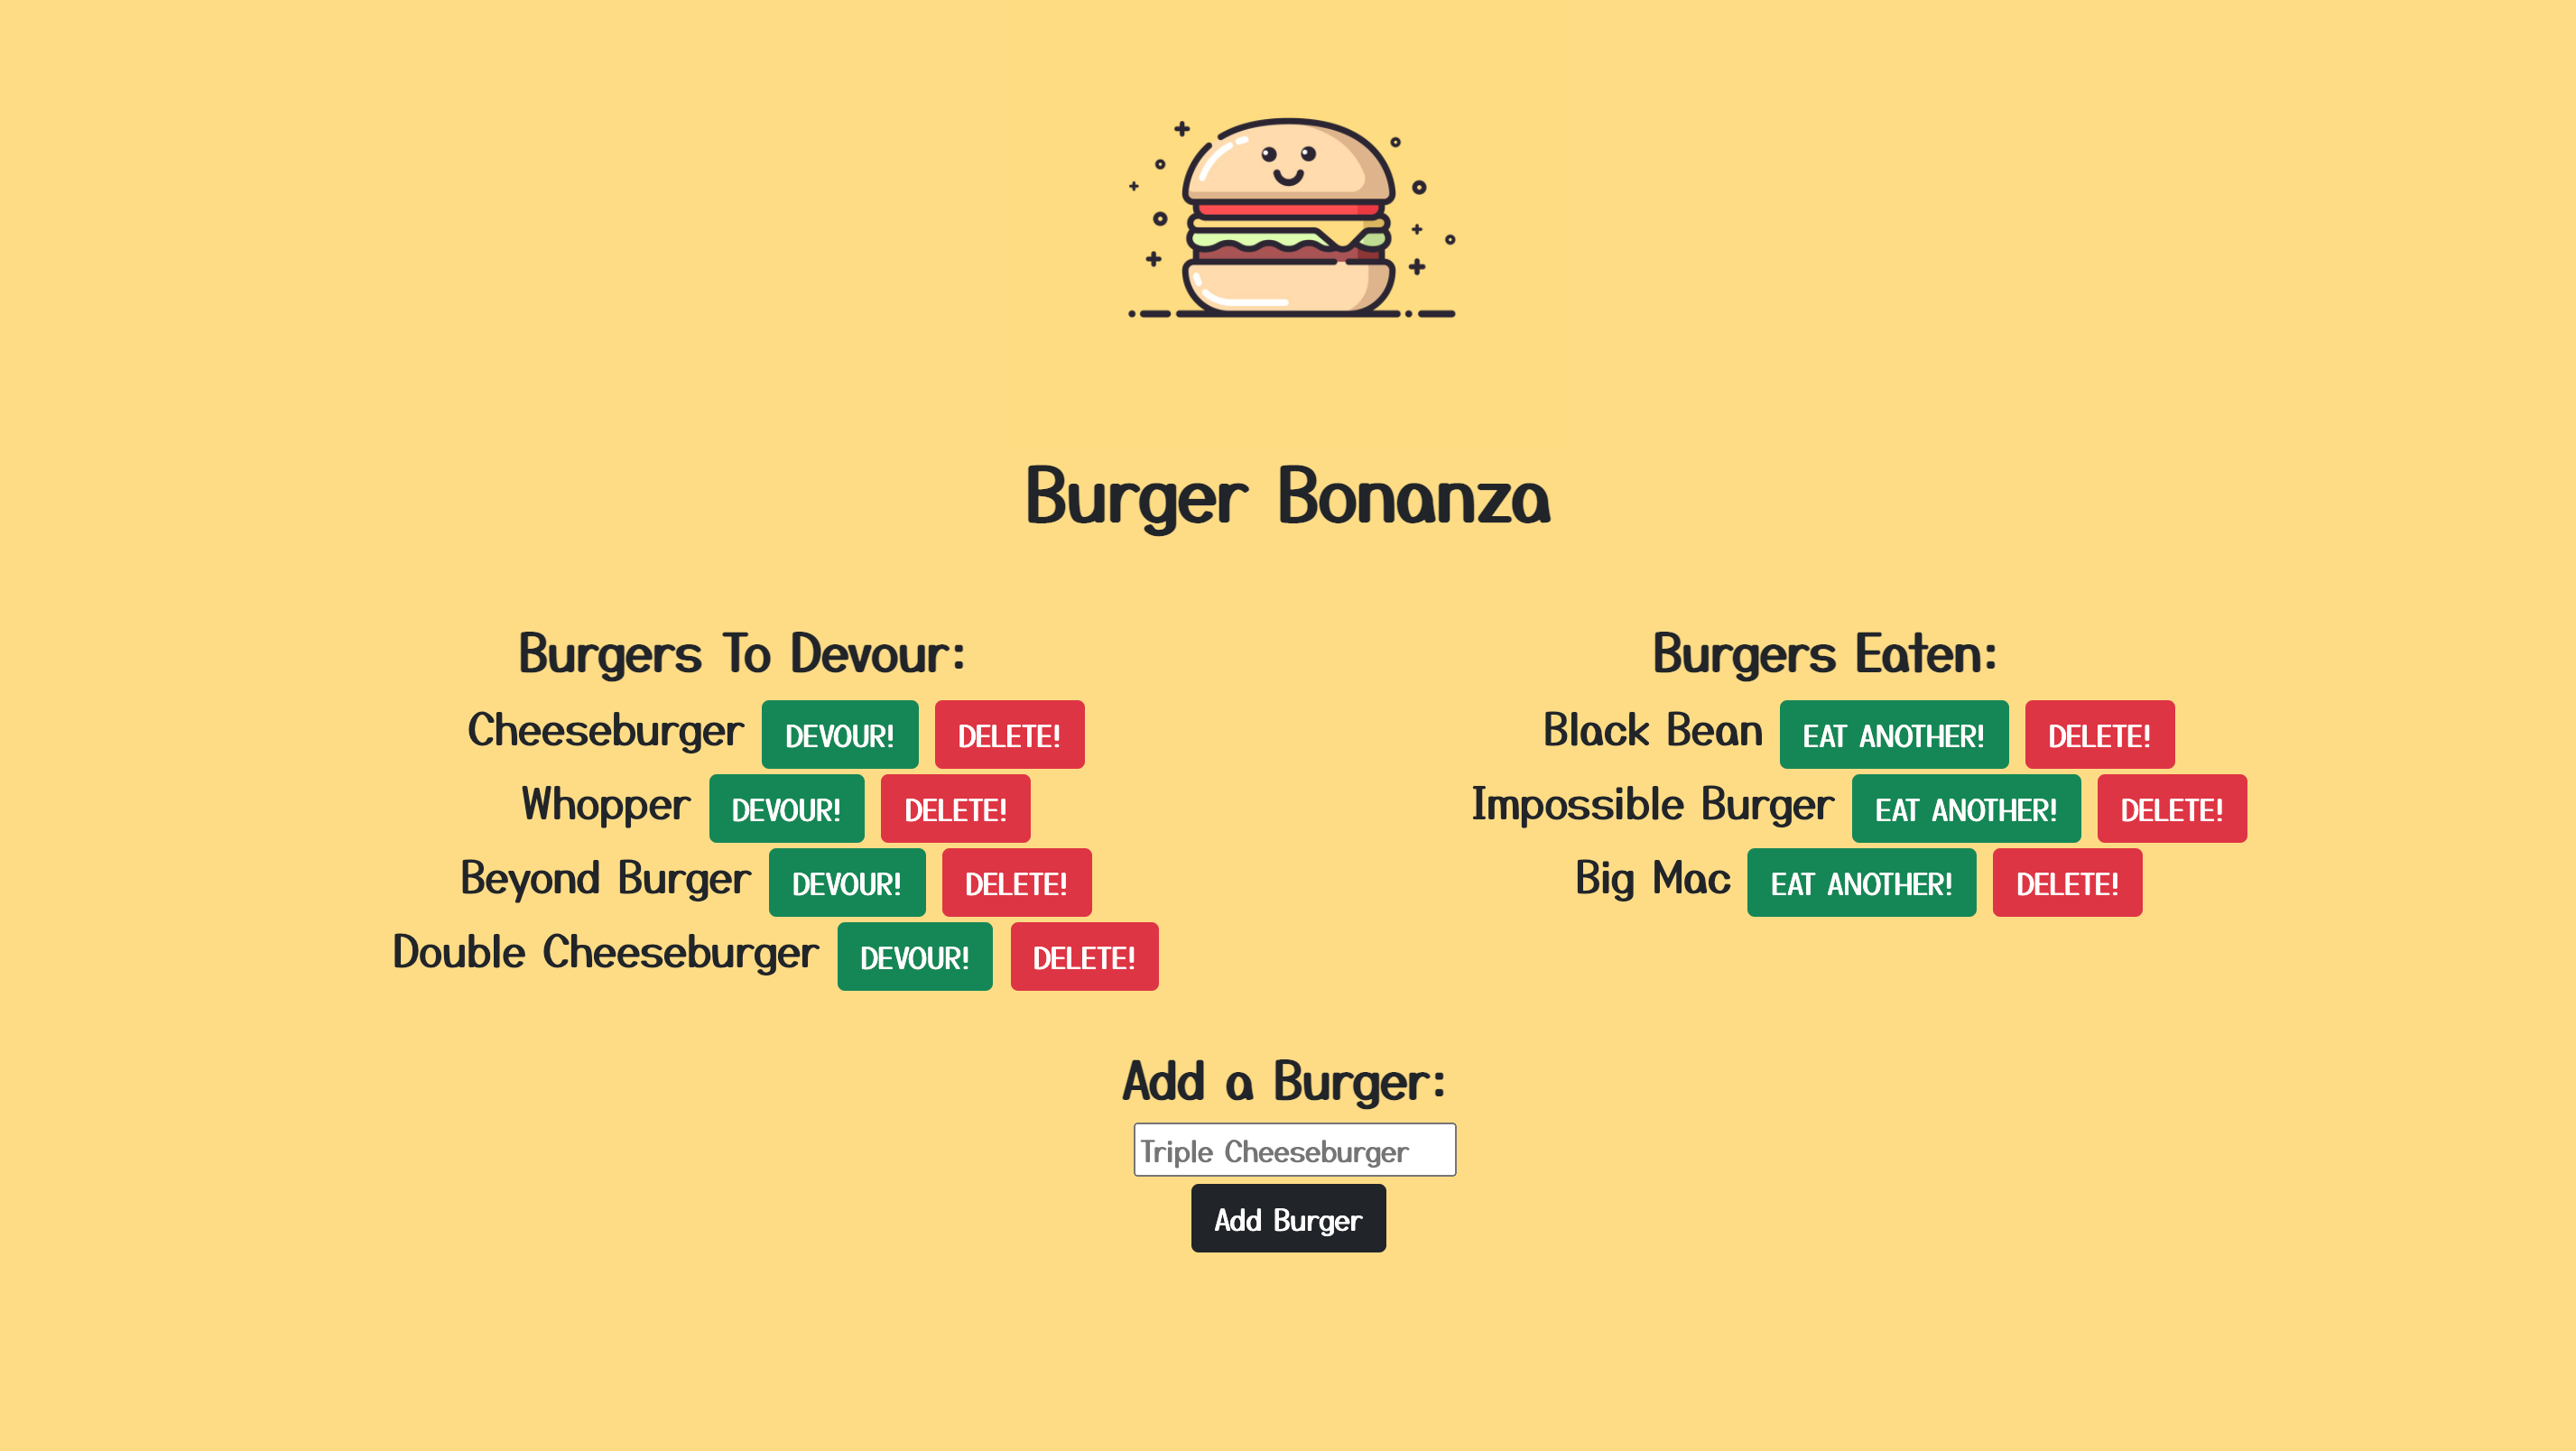 Burger Bonanza
Burgers To Devour:
Cheeseburger DEVOUR! DELETE!
Whopper DEVOUR! DELETE!
Beyond Burger DEVOUR! DELETE!
Double Cheeseburger DEVOUR! DELETE!
Burgers Eaten:
Black Bean EAT ANOTHER! DELETE!
Impossible Burger EAT ANOTHER! DELETE!
Big Mac EAT ANOTHER! DELETE!
Add a Burger:
Triple Cheeseburger
Add Burger